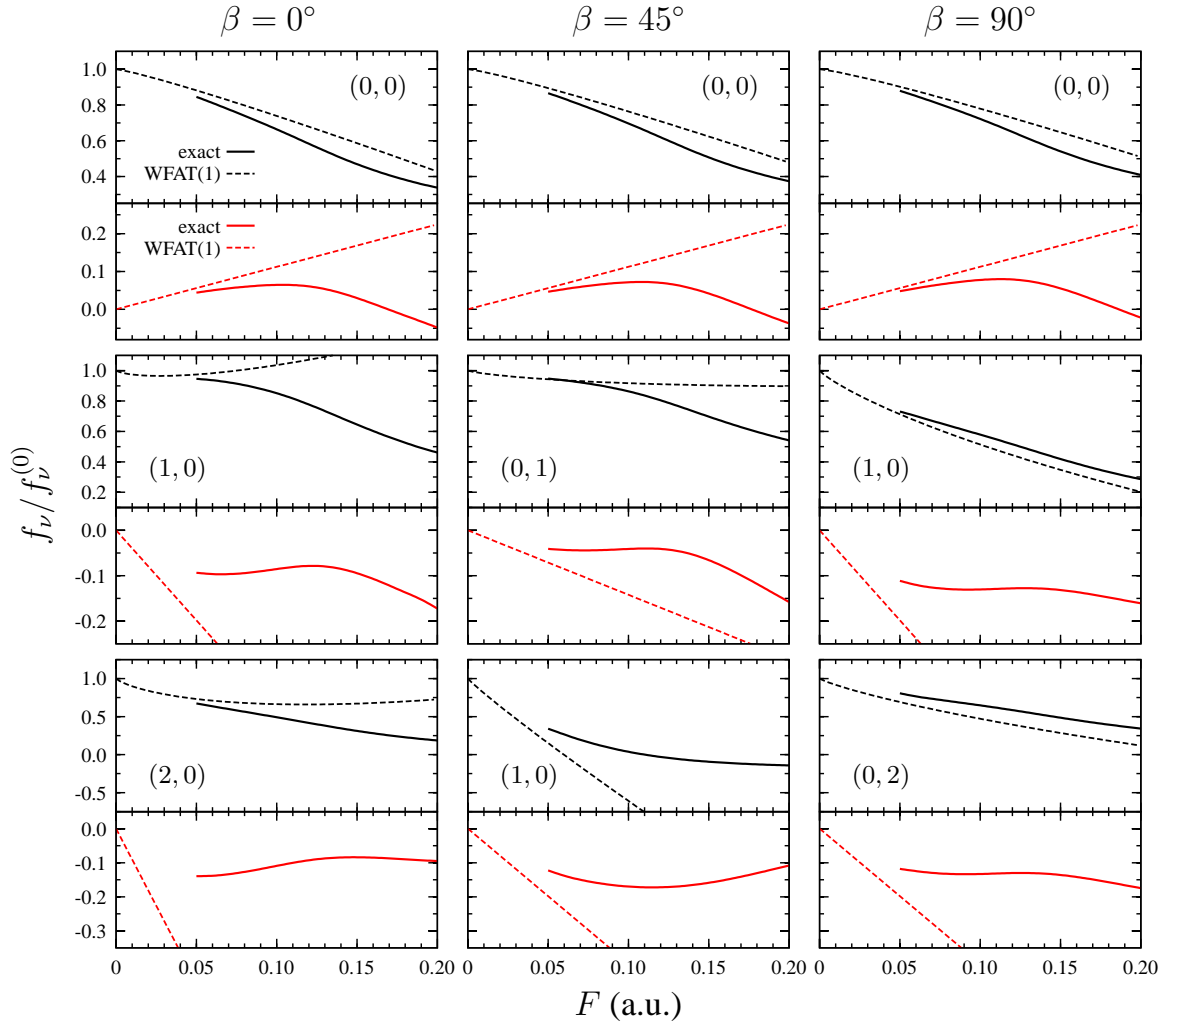 β = 0° β = 45° β = 90°
1.0 (0, 0) (0, 0) (0, 0)
0.8
0.6
exact
WFAT(1)
0.4
exact
0.2
WFAT(1)
0.1
0.0
1.0
0.8
0.6
0.4 (1, 0) (0, 1) (1, 0)
0.2
f_ν/f_ν^(0)
0.0
-0.1
-0.2
1.0
0.5
0.0
(2, 0) (1, 0) (0, 2)
-0.5
0.0
-0.1
-0.2
-0.3
0 0.05 0.10 0.15 0.20 0 0.05 0.10 0.15 0.20 0 0.05 0.10 0.15 0.20
F (a.u.)